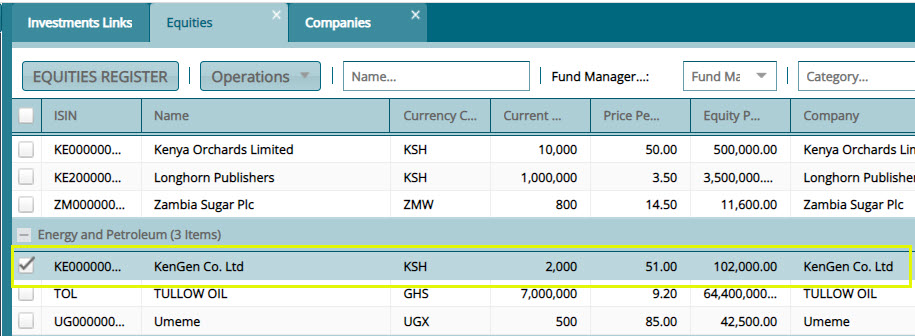 Investments Links Equities × Companies ×
EQUITIES REGISTER Operations Name... Fund Manager...: Fund Ma Category...
ISIN Name Currency C... Current ... Price Pe... Equity P... Company
KE000000... Kenya Orchards Limited KSH 10,000 50.00 500,000.00 Kenya Orchards Li
KE200000... Longhorn Publishers KSH 1,000,000 3.50 3,500,000.... Longhorn Publishers
ZM000000... Zambia Sugar Plc ZMW 800 14.50 11,600.00 Zambia Sugar Plc
Energy and Petroleum (3 Items)
KE000000... KenGen Co. Ltd KSH 2,000 51.00 102,000.00 KenGen Co. Ltd
TOL TULLOW OIL GHS 7,000,000 9.20 64,400,000... TULLOW OIL
UG000000... Umeme UGX 500 85.00 42,500.00 Umeme